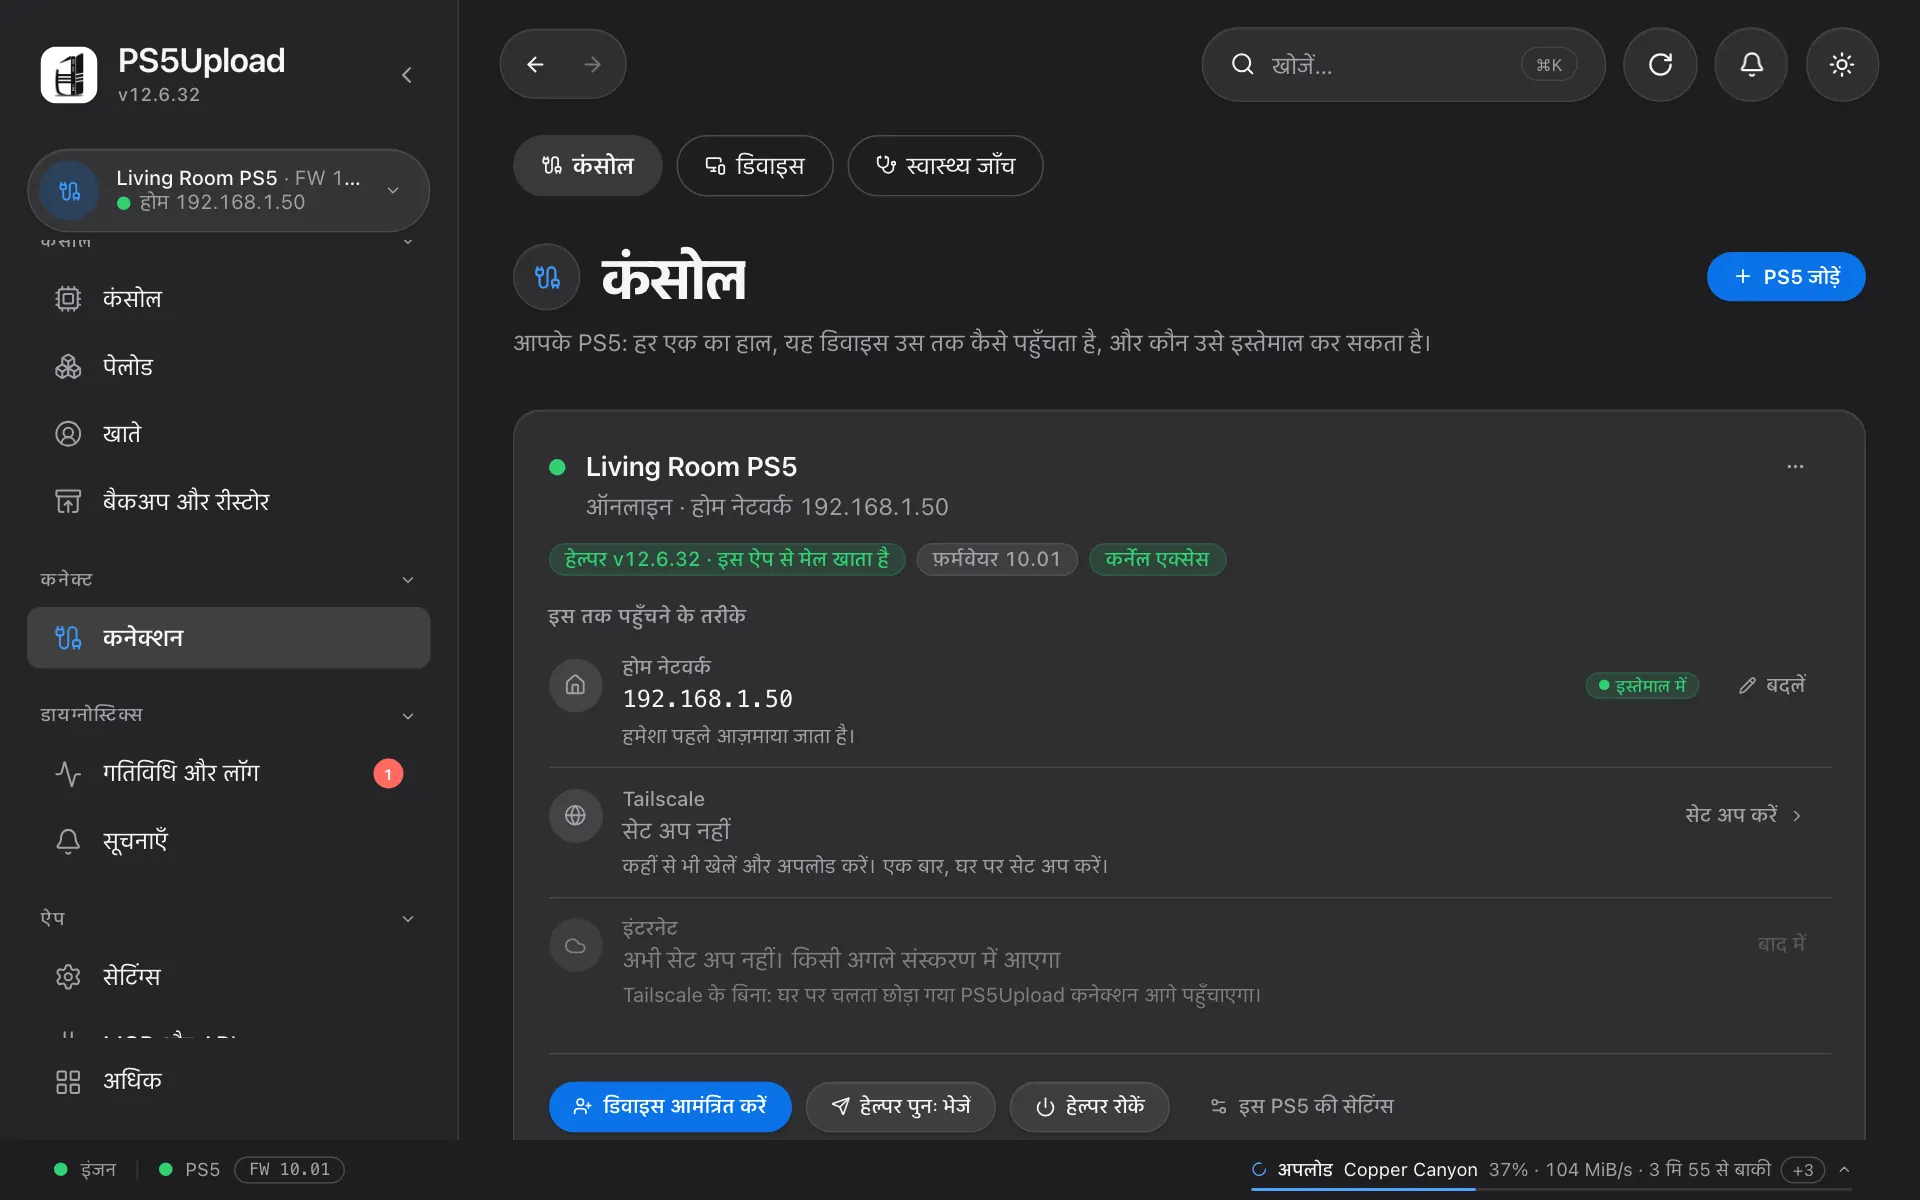 PS5Upload
v12.6.32
Living Room PS5 · FW 1...
होम 192.168.1.50
कंसोल
कंसोल
पेलोड
खाते
बैकअप और रीस्टोर
कनेक्ट
कनेक्शन
डायग्नोस्टिक्स
गतिविधि और लॉग
1
सूचनाएँ
ऐप
सेटिंग्स
MCP और API
अधिक
खोजें...
⌘K
कंसोल
डिवाइस
स्वास्थ्य जाँच
कंसोल
PS5 जोड़ें
आपके PS5: हर एक का हाल, यह डिवाइस उस तक कैसे पहुँचता है, और कौन उसे इस्तेमाल कर सकता है।
Living Room PS5
ऑनलाइन · होम नेटवर्क 192.168.1.50
हेल्पर v12.6.32 · इस ऐप से मेल खाता है
फ़र्मवेयर 10.01
कर्नेल एक्सेस
इस तक पहुँचने के तरीके
होम नेटवर्क
192.168.1.50
हमेशा पहले आज़माया जाता है।
इस्तेमाल में
बदलें
Tailscale
सेट अप नहीं
कहीं से भी खेलें और अपलोड करें। एक बार, घर पर सेट अप करें।
सेट अप करें
इंटरनेट
अभी सेट अप नहीं। किसी अगले संस्करण में आएगा
Tailscale के बिना: घर पर चलता छोड़ा गया PS5Upload कनेक्शन आगे पहुँचाएगा।
बाद में
डिवाइस आमंत्रित करें
हेल्पर पुनः भेजें
हेल्पर रोकें
इस PS5 की सेटिंग्स
इंजन
PS5
FW 10.01
अपलोड Copper Canyon 37% · 104 MiB/s · 3 मि 55 से बाकी
+3